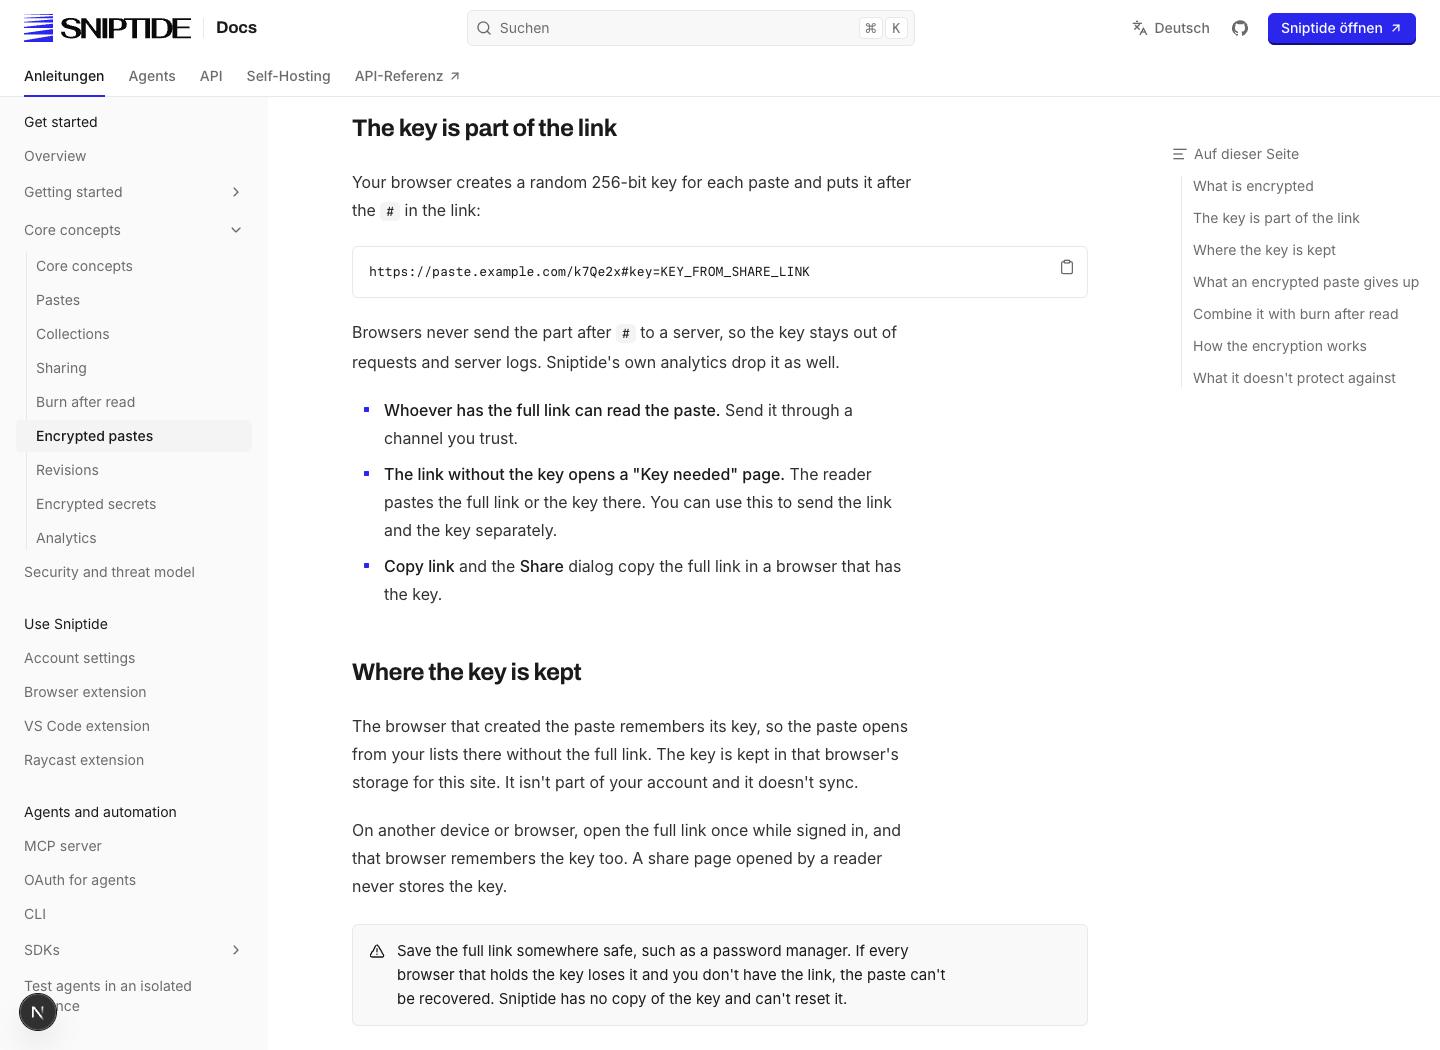 SNIPTIDE Docs
Suchen
⌘ K
Deutsch
Sniptide öffnen
Anleitungen
Agents
API
Self-Hosting
API-Referenz
Get started
Overview
Getting started
Core concepts
Core concepts
Pastes
Collections
Sharing
Burn after read
Encrypted pastes
Revisions
Encrypted secrets
Analytics
Security and threat model
Use Sniptide
Account settings
Browser extension
VS Code extension
Raycast extension
Agents and automation
MCP server
OAuth for agents
CLI
SDKs
Test agents in an isolated
nce
N
The key is part of the link
Your browser creates a random 256-bit key for each paste and puts it after
the # in the link:
https://paste.example.com/k7Qe2x#key=KEY_FROM_SHARE_LINK
Browsers never send the part after # to a server, so the key stays out of
requests and server logs. Sniptide's own analytics drop it as well.
Whoever has the full link can read the paste. Send it through a
channel you trust.
The link without the key opens a "Key needed" page. The reader
pastes the full link or the key there. You can use this to send the link
and the key separately.
Copy link and the Share dialog copy the full link in a browser that has
the key.
Where the key is kept
The browser that created the paste remembers its key, so the paste opens
from your lists there without the full link. The key is kept in that browser's
storage for this site. It isn't part of your account and it doesn't sync.
On another device or browser, open the full link once while signed in, and
that browser remembers the key too. A share page opened by a reader
never stores the key.
Save the full link somewhere safe, such as a password manager. If every
browser that holds the key loses it and you don't have the link, the paste can't
be recovered. Sniptide has no copy of the key and can't reset it.
Auf dieser Seite
What is encrypted
The key is part of the link
Where the key is kept
What an encrypted paste gives up
Combine it with burn after read
How the encryption works
What it doesn't protect against